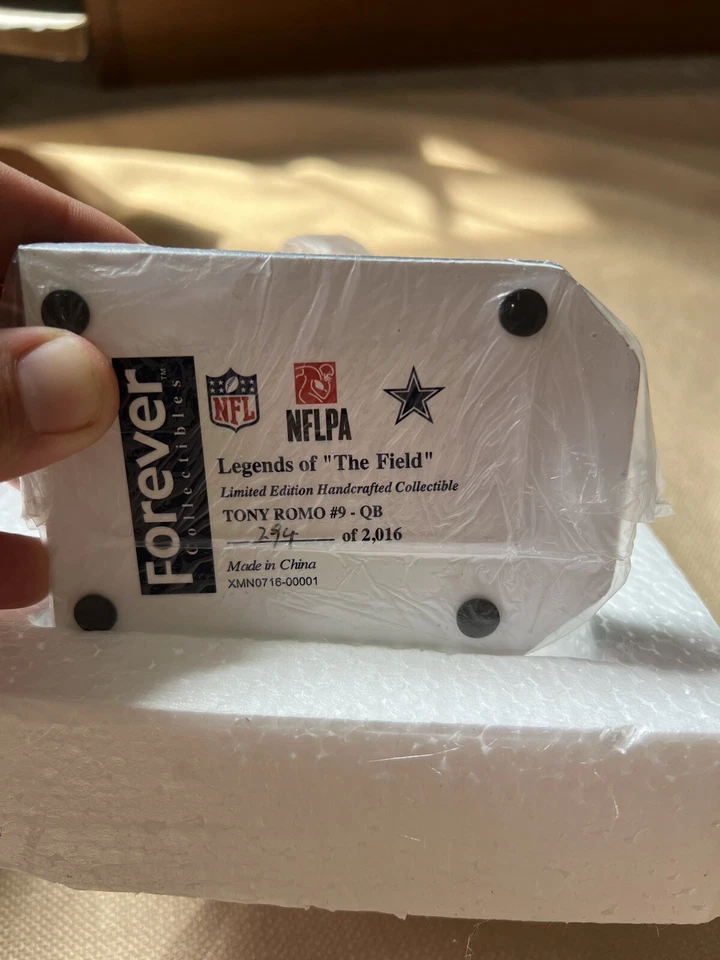 Forever™
Collectibles
NFL
NFLPA
Legends of "The Field"
Limited Edition Handcrafted Collectible
TONY ROMO #9 - QB
294 of 2,016
Made in China
XMN0716-00001